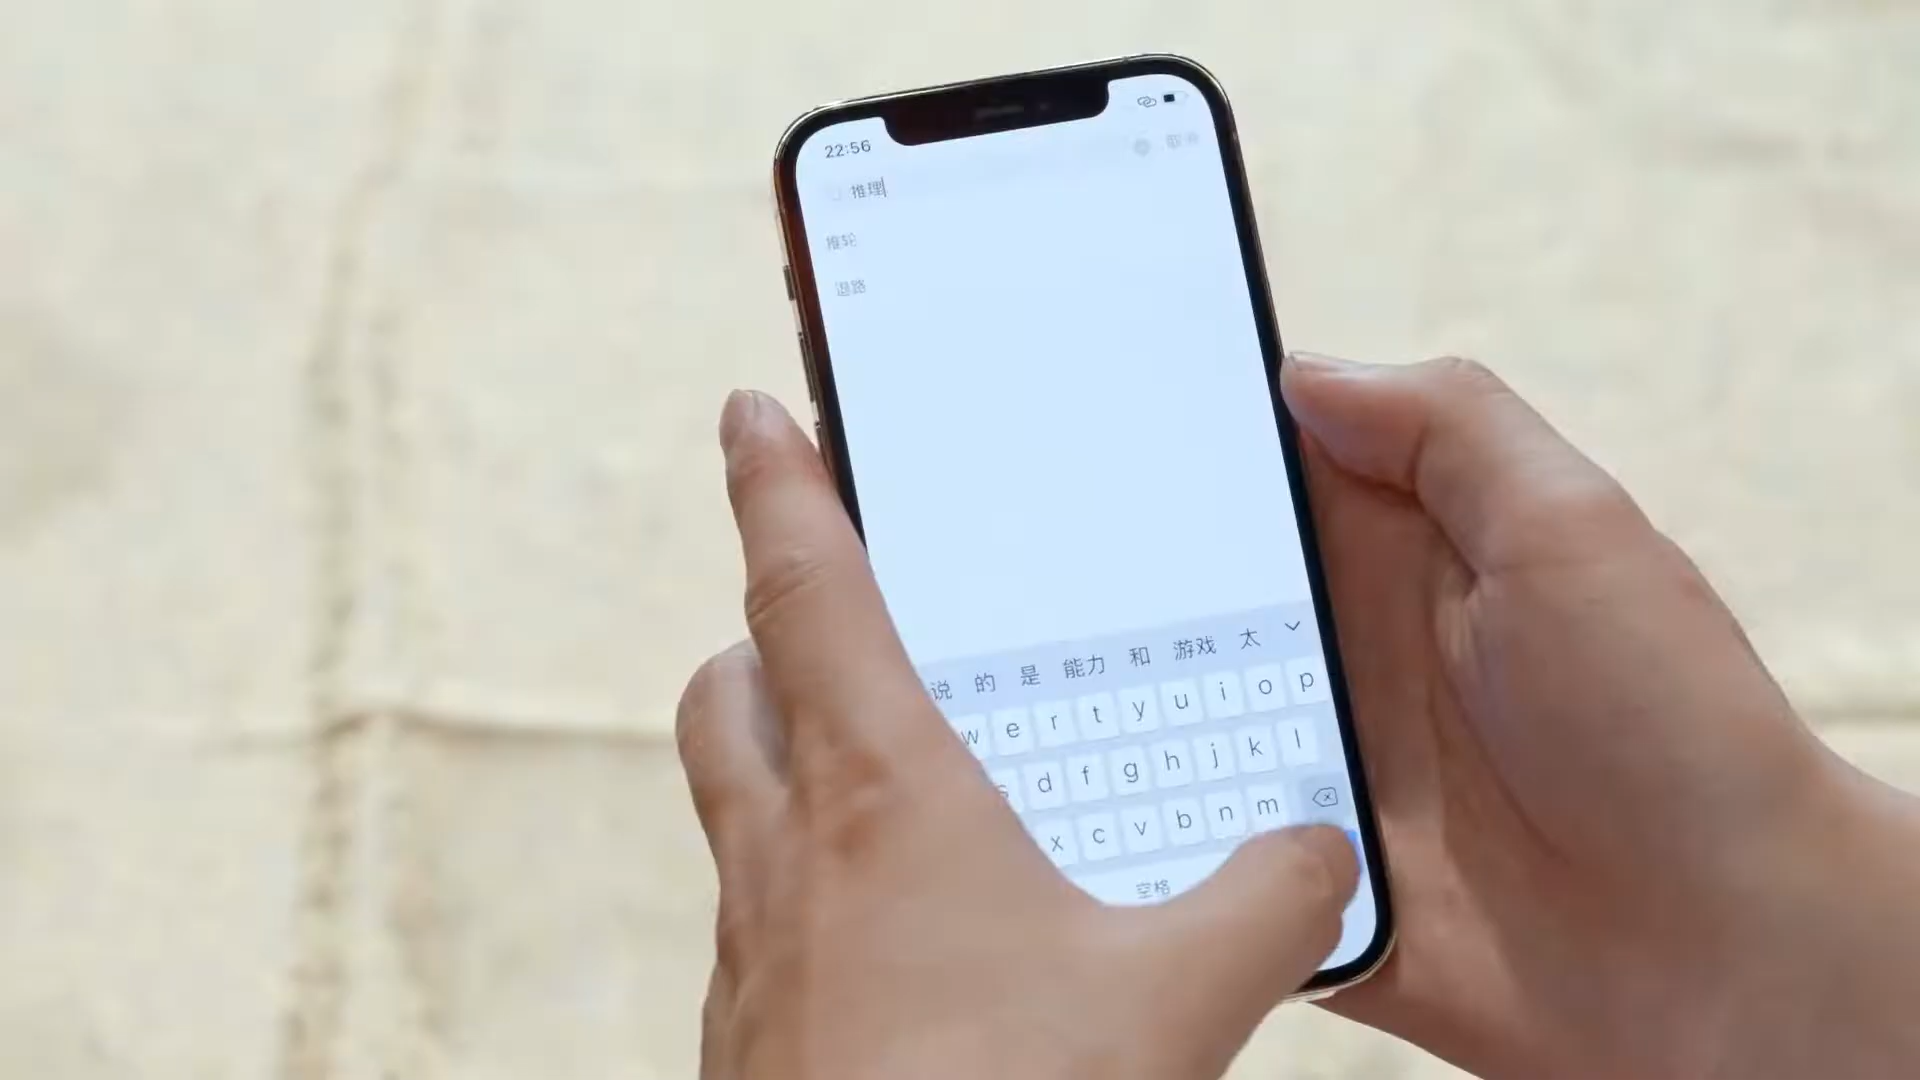 22:56
推理
推轮
退路
说 的 是 能力 和 游戏 太
w e r t y u i o p
s d f g h j k l
x c v b n m
空格